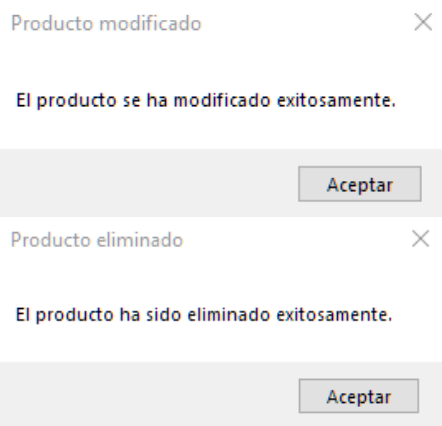 Producto modificado
El producto se ha modificado exitosamente.
Aceptar
Producto eliminado
El producto ha sido eliminado exitosamente.
Aceptar